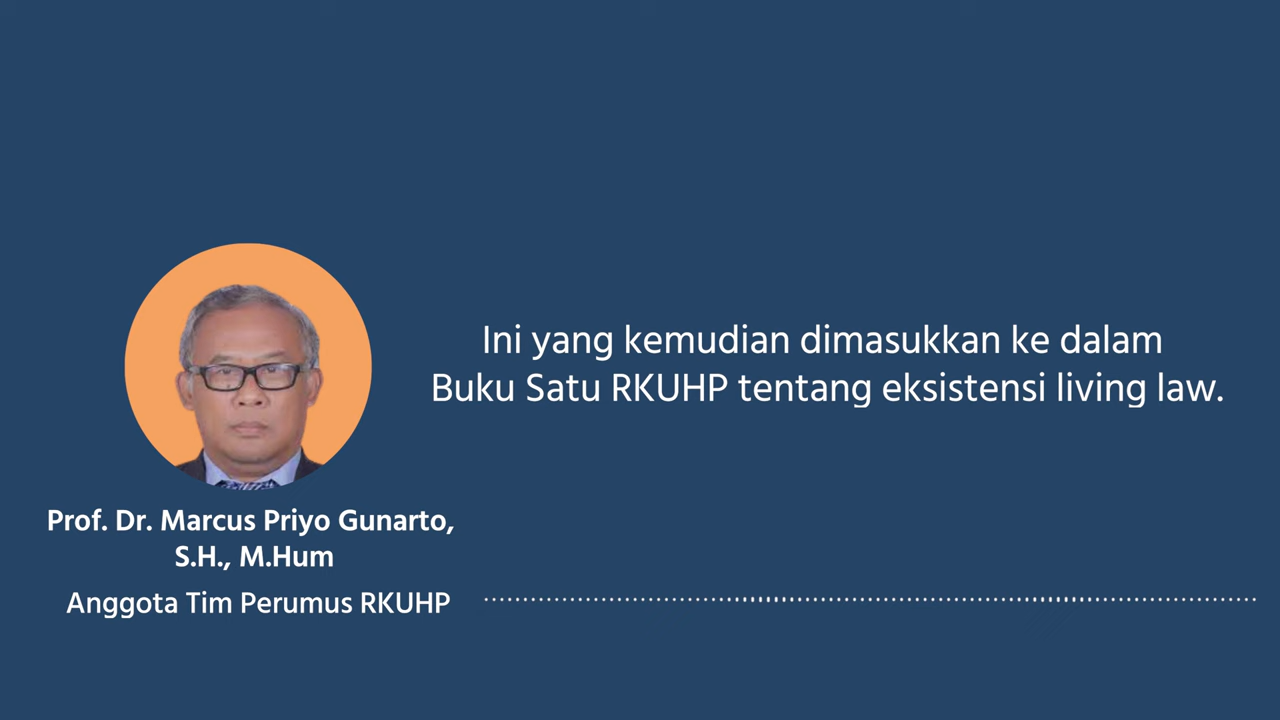 Ini yang kemudian dimasukkan ke dalam
Buku Satu RKUHP tentang eksistensi living law.
Prof. Dr. Marcus Priyo Gunarto,
S.H., M.Hum
Anggota Tim Perumus RKUHP